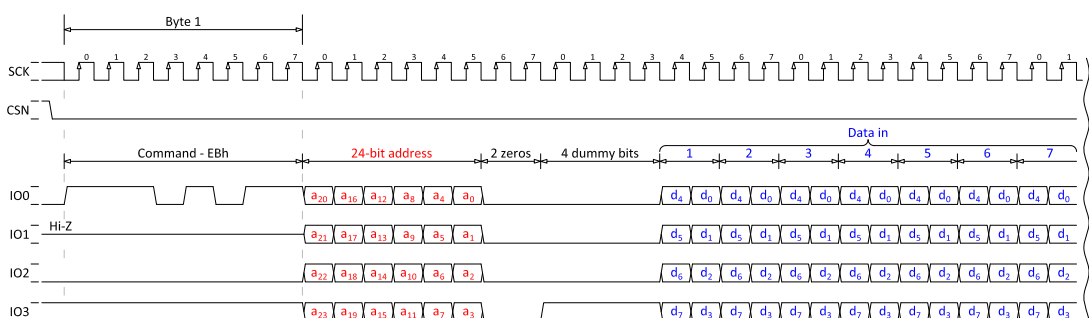 Byte 1
0 1 2 3 4 5 6 7 0 1 2 3 4 5 6 7 0 1 2 3 4 5 6 7 0 1 2 3 4 5 6 7 0 1
SCK
CSN
Data in
Command - EBh 24-bit address 2 zeros 4 dummy bits 1 2 3 4 5 6 7
IO0 a20 a16 a12 a8 a4 a0 d4 d0 d4 d0 d4 d0 d4 d0 d4 d0 d4 d0 d4 d0
Hi-Z
IO1 a21 a17 a13 a9 a5 a1 d5 d1 d5 d1 d5 d1 d5 d1 d5 d1 d5 d1 d5 d1
IO2 a22 a18 a14 a10 a6 a2 d6 d2 d6 d2 d6 d2 d6 d2 d6 d2 d6 d2 d6 d2
IO3 a23 a19 a15 a11 a7 a3 d7 d3 d7 d3 d7 d3 d7 d3 d7 d3 d7 d3 d7 d3